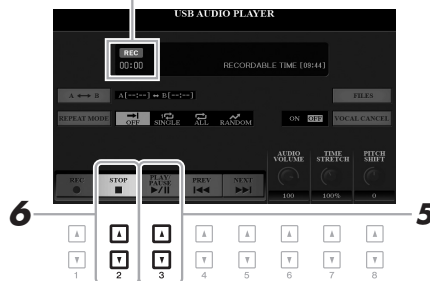 USB AUDIO PLAYER
REC
00:00
RECORDABLE TIME [09:44]
A ↔ B A[--:--] ↔ B[--:--] FILES
REPEAT MODE OFF SINGLE ALL RANDOM ON OFF VOCAL CANCEL
AUDIO VOLUME TIME STRETCH PITCH SHIFT
REC STOP PLAY/PAUSE PREV NEXT
100 100% 0
6 5
1 2 3 4 5 6 7 8